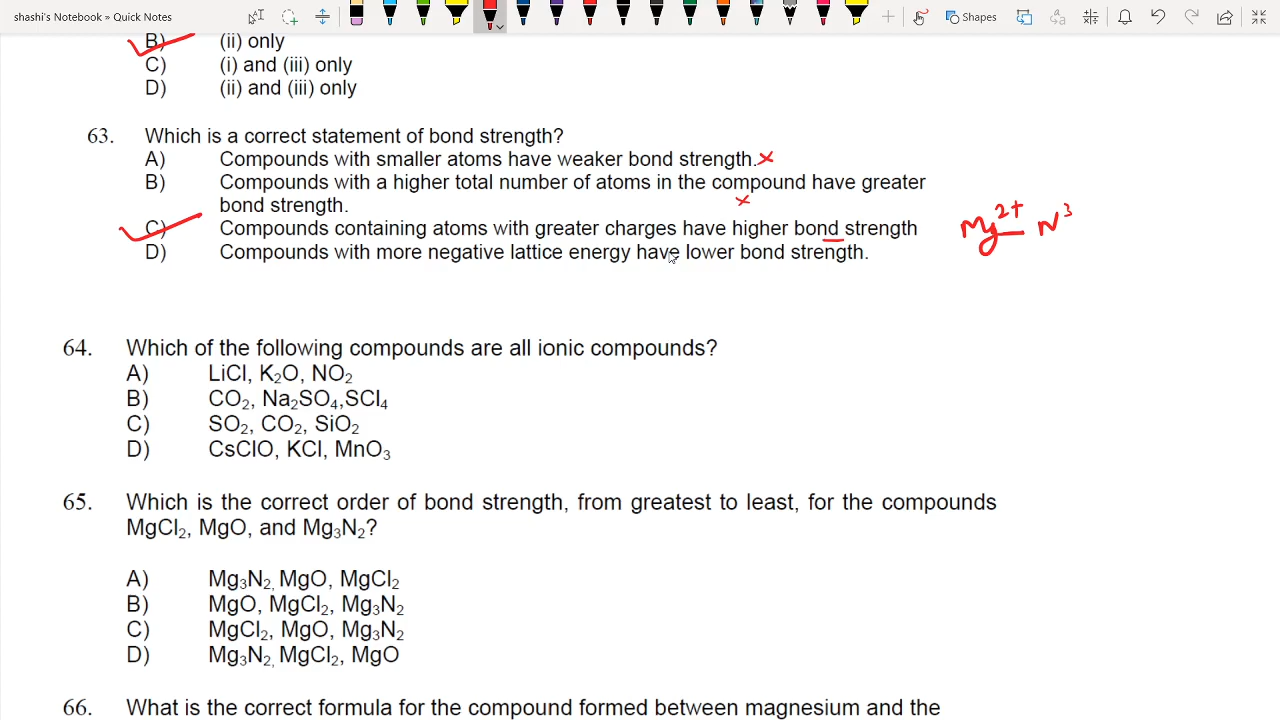 shashi's Notebook » Quick Notes
Shapes
B) (ii) only
C) (i) and (iii) only
D) (ii) and (iii) only
63. Which is a correct statement of bond strength?
A) Compounds with smaller atoms have weaker bond strength. x
B) Compounds with a higher total number of atoms in the compound have greater
bond strength. x
C) Compounds containing atoms with greater charges have higher bond strength
Mg2+ N3
D) Compounds with more negative lattice energy have lower bond strength.
64. Which of the following compounds are all ionic compounds?
A) LiCl, K₂O, NO₂
B) CO₂, Na₂SO₄,SCl₄
C) SO₂, CO₂, SiO₂
D) CsClO, KCl, MnO₃
65. Which is the correct order of bond strength, from greatest to least, for the compounds
MgCl₂, MgO, and Mg₃N₂?
A) Mg₃N₂, MgO, MgCl₂
B) MgO, MgCl₂, Mg₃N₂
C) MgCl₂, MgO, Mg₃N₂
D) Mg₃N₂, MgCl₂, MgO
66. What is the correct formula for the compound formed between magnesium and the